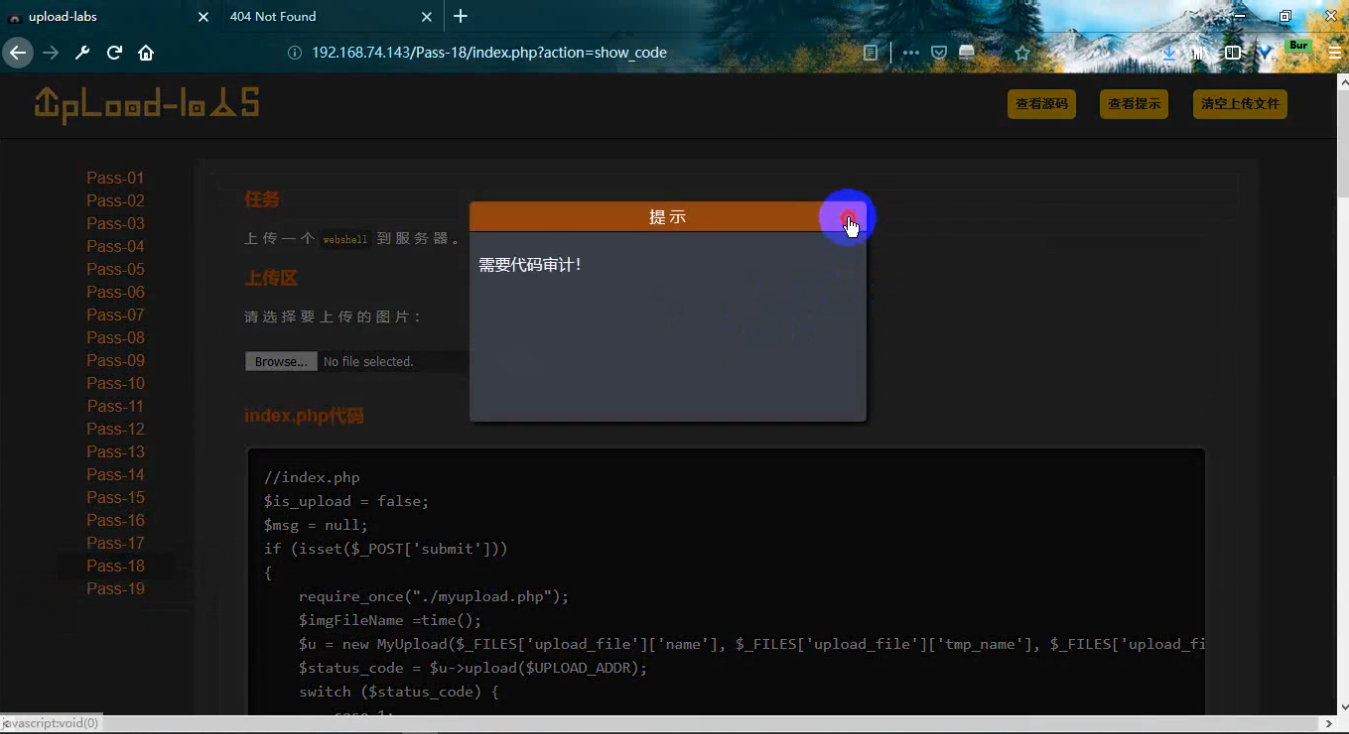 upload-labs
404 Not Found
192.168.74.143/Pass-18/index.php?action=show_code
Bur
UpLoad-labs
查看源码
查看提示
清空上传文件
Pass-01
Pass-02
Pass-03
Pass-04
Pass-05
Pass-06
Pass-07
Pass-08
Pass-09
Pass-10
Pass-11
Pass-12
Pass-13
Pass-14
Pass-15
Pass-16
Pass-17
Pass-18
Pass-19
任务
上传一个 webshell 到服务器。
上传区
请选择要上传的图片：
Browse... No file selected.
提示
需要代码审计！
index.php代码
//index.php
$is_upload = false;
$msg = null;
if (isset($_POST['submit']))
{
require_once("./myupload.php");
$imgFileName =time();
$u = new MyUpload($_FILES['upload_file']['name'], $_FILES['upload_file']['tmp_name'], $_FILES['upload_fi
$status_code = $u->upload($UPLOAD_ADDR);
switch ($status_code) {
case 1:
javascript:void(0)